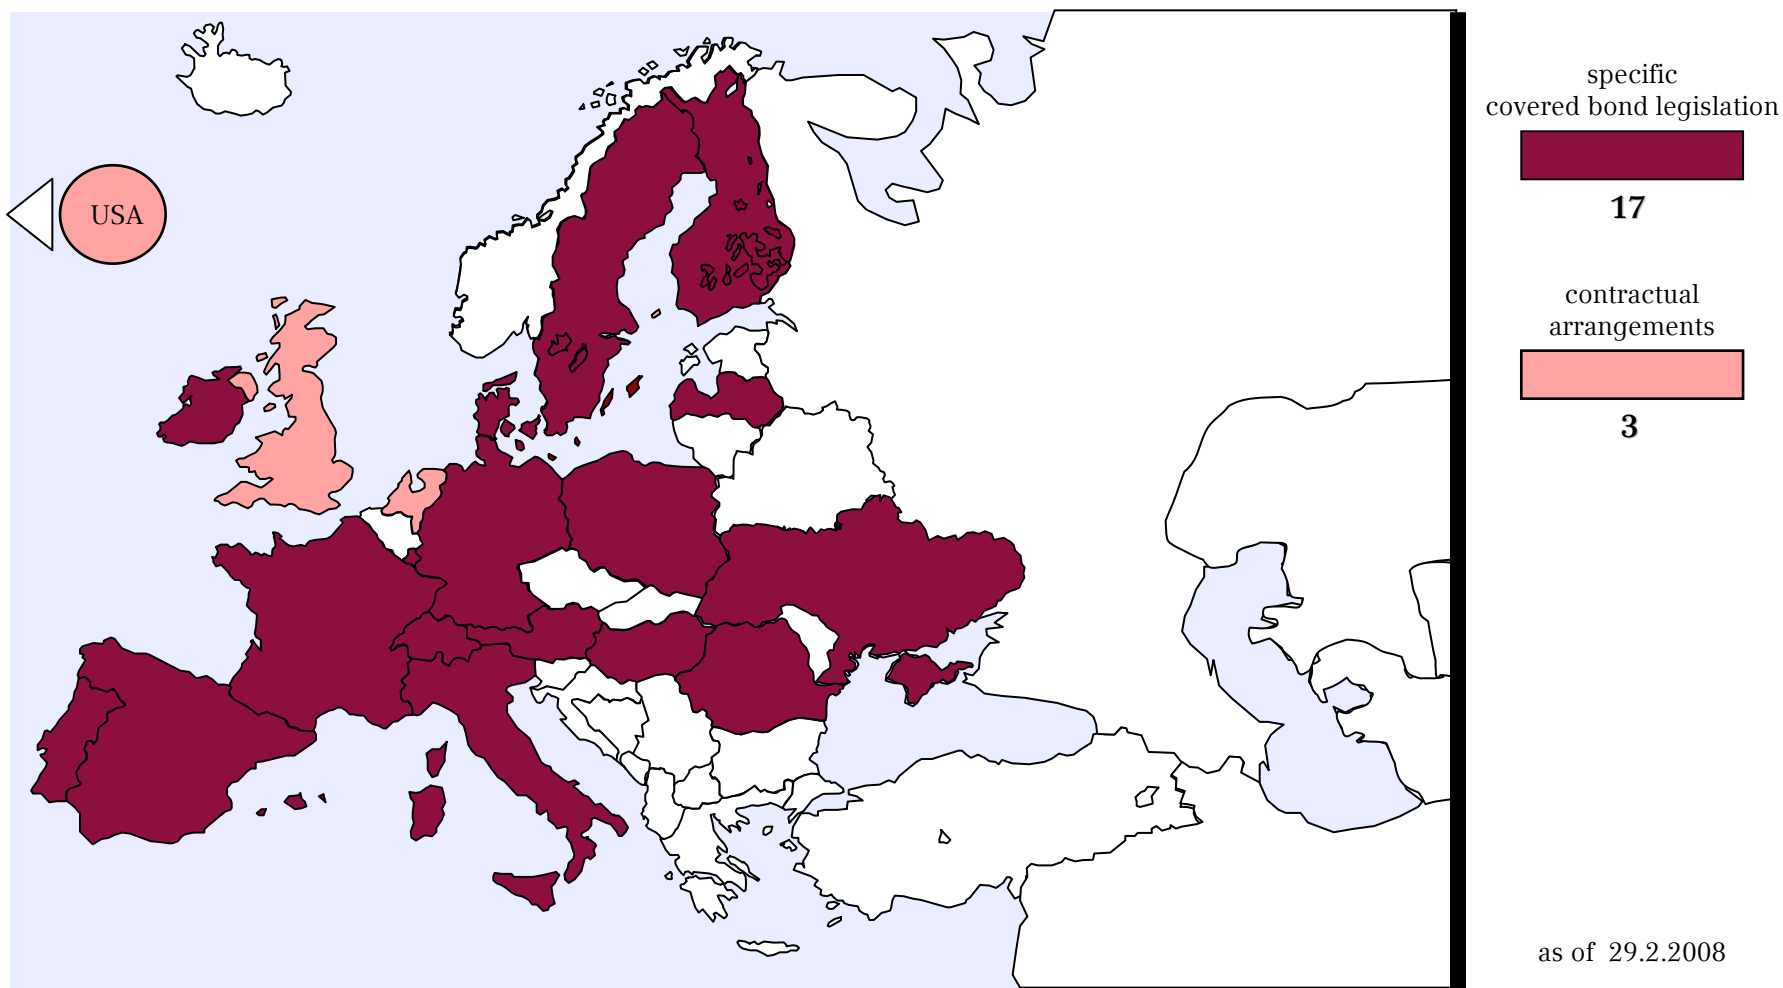 USA
specific
covered bond legislation
17
contractual
arrangements
3
as of 29.2.2008